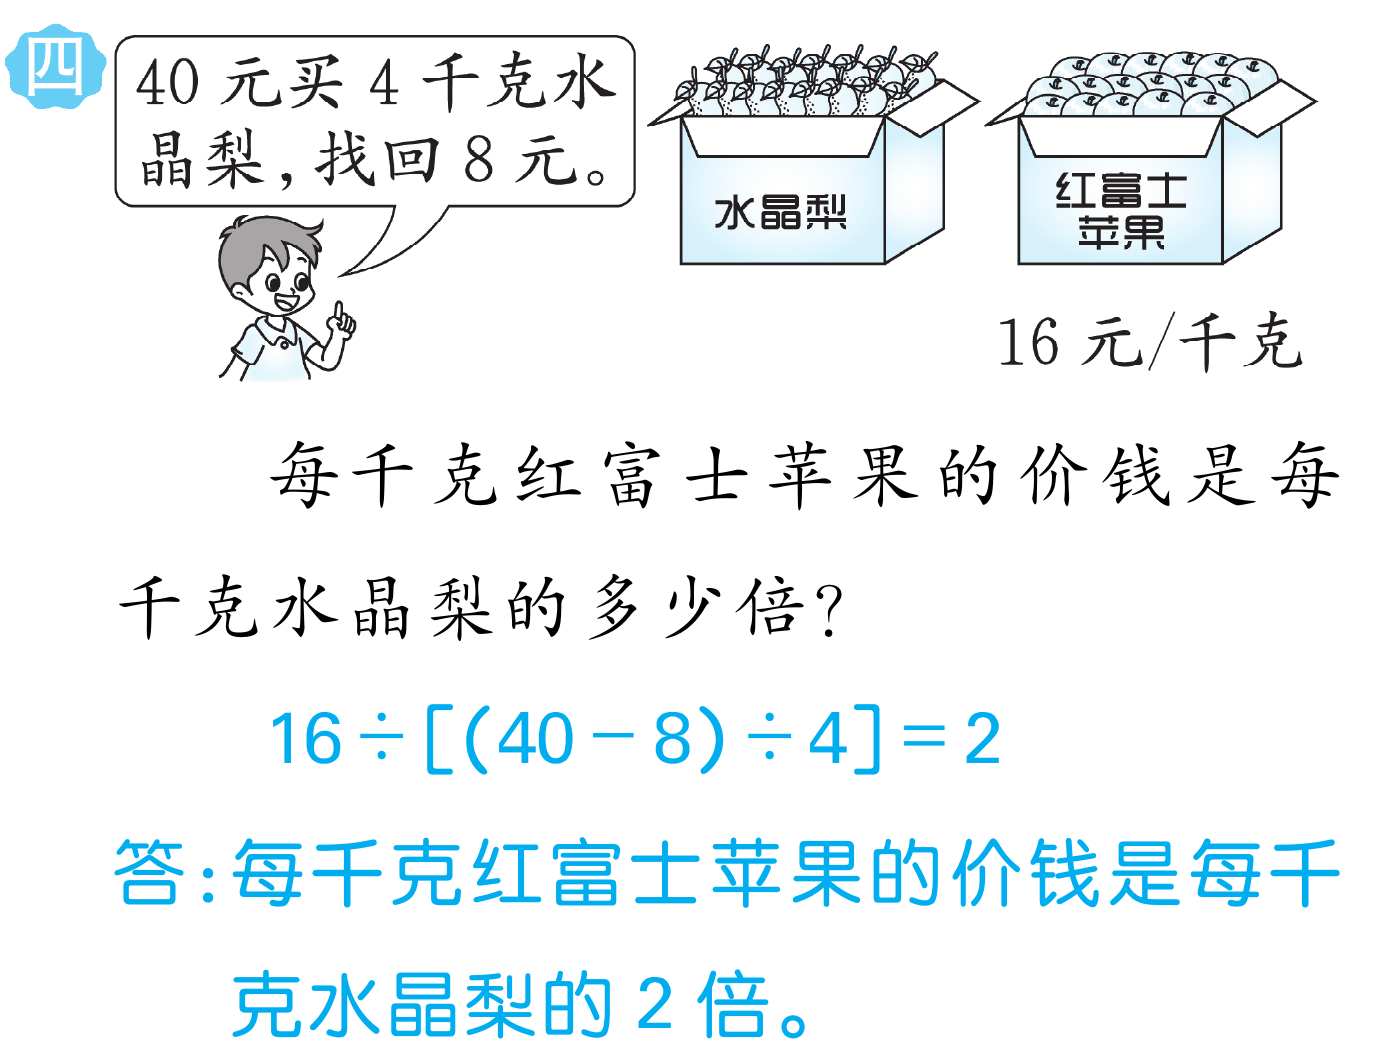 四
40 元买 4 千克水
晶梨,找回 8 元。
水晶梨
红富士
苹果
16 元/千克
每千克红富士苹果的价钱是每
千克水晶梨的多少倍?
16÷[(40-8)÷4]=2
答:每千克红富士苹果的价钱是每千
克水晶梨的 2 倍。